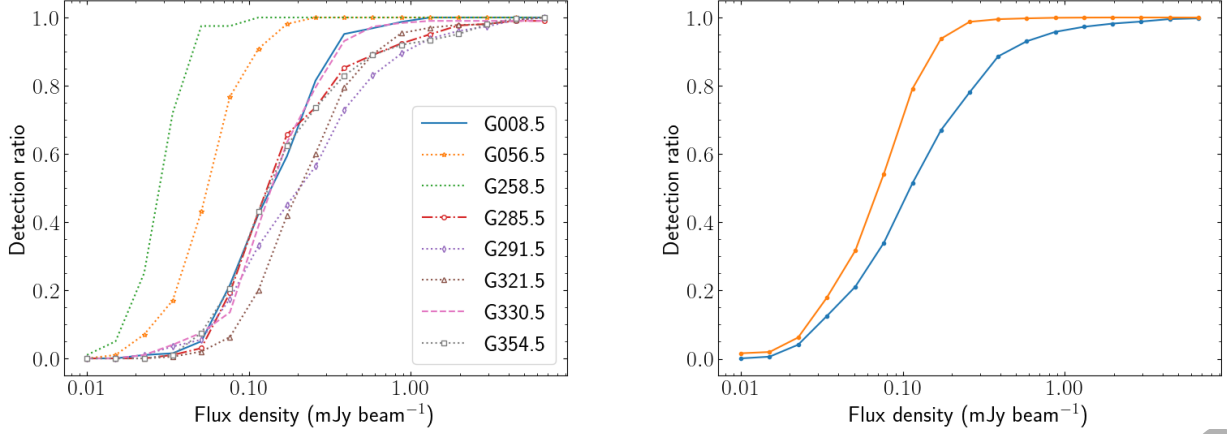 1.0
0.8
0.6
0.4
0.2
0.0
Detection ratio
0.01
0.10
1.00
Flux density (mJy beam⁻¹)
G008.5
G056.5
G258.5
G285.5
G291.5
G321.5
G330.5
G354.5
1.0
0.8
0.6
0.4
0.2
0.0
Detection ratio
0.01
0.10
1.00
Flux density (mJy beam⁻¹)